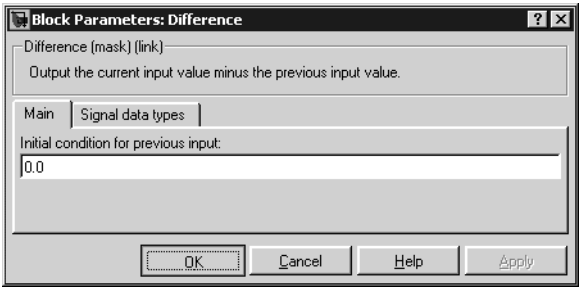 Block Parameters: Difference
Difference (mask) (link)
Output the current input value minus the previous input value.
Main Signal data types
Initial condition for previous input:
0.0
OK Cancel Help Apply